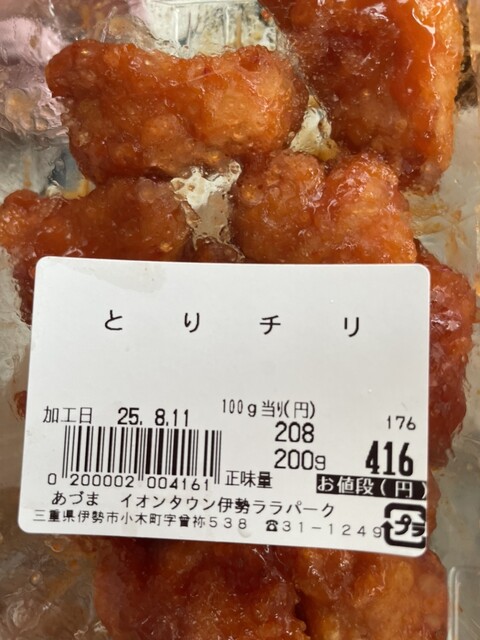 とりチリ
加工日 25. 8.11 100g当り(円) 176
208
200g 416
0 200002 004161 正味量 お値段(円)
あづま イオンタウン伊勢ララパーク
三重県伊勢市小木町字曽祢538 ☎31-1249
プラ